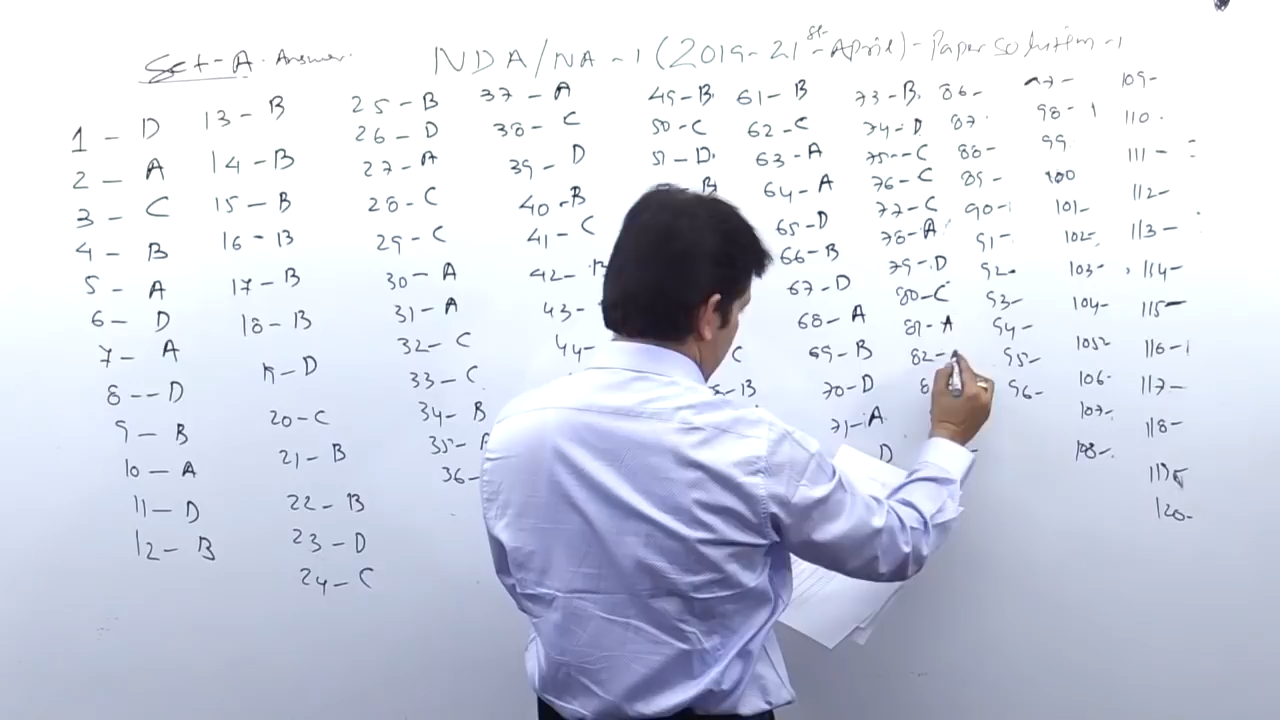 Set-A. Answer.
NDA/NA-1 (2019-21st-April)-Paper Solution-1
1-D
2-A
3-C
4-B
5-A
6-D
7-A
8--D
9-B
10-A
11-D
12-B
13-B
14-B
15-B
16-B
17-B
18-B
19-D
20-C
21-B
22-B
23-D
24-C
25-B
26-D
27-A
28-C
29-C
30-A
31-A
32-C
33-C
34-B
35-
36-
37-A
38-C
39-D
40-B
41-C
42-B
43-
44-
49-B.
50-C
51-D.
B
C
-B
61-B
62-C
63-A
64-A
65-D
66-B
67-D
68-A
69-B
70-D
71-A
D
73-B.
74-D
75--C
76-C
77-C
78-A
79-D
80-C
81-A
82-
8
86-
87.
88-
89-
90-
91-
92-
93-
94-
95-
96-
97-
98-
99
100
101-
102-
103-
104-
105-
106-
107-
108-.
109-
110.
111-
112-
113-
114-
115-
116-
117-
118-
119
120-